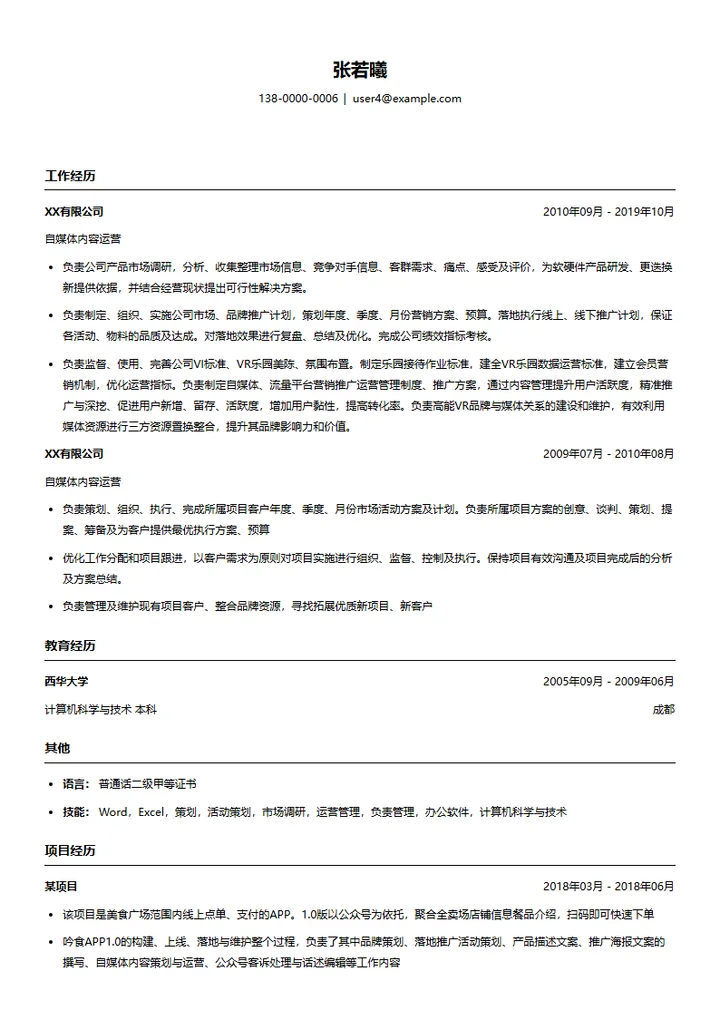 张若曦
138-0000-0006 | user4@example.com
工作经历
XX有限公司 2010年09月 - 2019年10月
自媒体内容运营
• 负责公司产品市场调研，分析、收集整理市场信息、竞争对手信息、客群需求、痛点、感受及评价，为软硬件产品研发、更迭换
新提供依据，并结合经营现状提出可行性解决方案。
• 负责制定、组织、实施公司市场、品牌推广计划，策划年度、季度、月份营销方案、预算。落地执行线上、线下推广计划，保证
各活动、物料的品质及达成。对落地效果进行复盘、总结及优化。完成公司绩效指标考核。
• 负责监督、使用、完善公司VI标准、VR乐园美陈、氛围布置。制定乐园接待作业标准，建全VR乐园数据运营标准，建立会员营
销机制，优化运营指标。负责制定自媒体、流量平台营销推广运营管理制度、推广方案，通过内容管理提升用户活跃度，精准推
广与深挖、促进用户新增、留存、活跃度，增加用户黏性，提高转化率。负责高能VR品牌与媒体关系的建设和维护，有效利用
媒体资源进行三方资源置换整合，提升其品牌影响力和价值。
XX有限公司 2009年07月 - 2010年08月
自媒体内容运营
• 负责策划、组织、执行、完成所属项目客户年度、季度、月份市场活动方案及计划。负责所属项目方案的创意、谈判、策划、提
案、筹备及为客户提供最优执行方案、预算
• 优化工作分配和项目跟进，以客户需求为原则对项目实施进行组织、监督、控制及执行。保持项目有效沟通及项目完成后的分析
及方案总结。
• 负责管理及维护现有项目客户、整合品牌资源，寻找拓展优质新项目、新客户
教育经历
西华大学 2005年09月 - 2009年06月
计算机科学与技术 本科 成都
其他
• 语言： 普通话二级甲等证书
• 技能： Word，Excel，策划，活动策划，市场调研，运营管理，负责管理，办公软件，计算机科学与技术
项目经历
某项目 2018年03月 - 2018年06月
• 该项目是美食广场范围内线上点单、支付的APP。1.0版以公众号为依托，聚合全卖场店铺信息餐品介绍，扫码即可快速下单
• 吟食APP1.0的构建、上线、落地与维护整个过程，负责了其中品牌策划、落地推广活动策划、产品描述文案、推广海报文案的
撰写、自媒体内容策划与运营、公众号客诉处理与话述编辑等工作内容